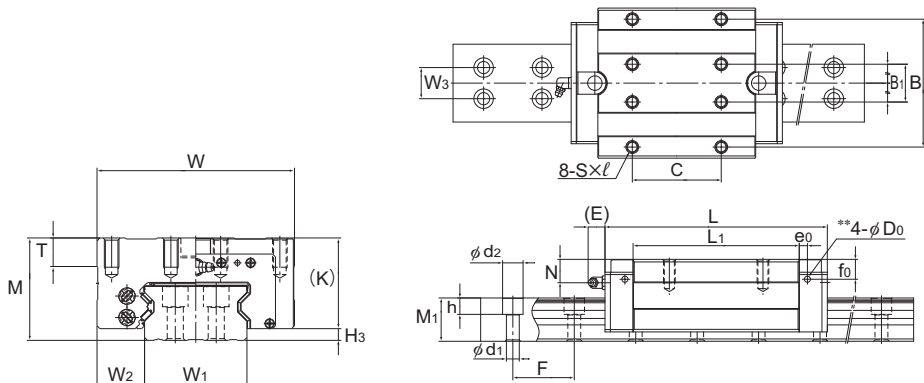 W3
B1
B
8-S×ℓ
C
W
T
M
(K)
H3
W2
W1
(E)
L
L1
e0
**4-φD0
φd2
N
f0
h
M1
φd1
F